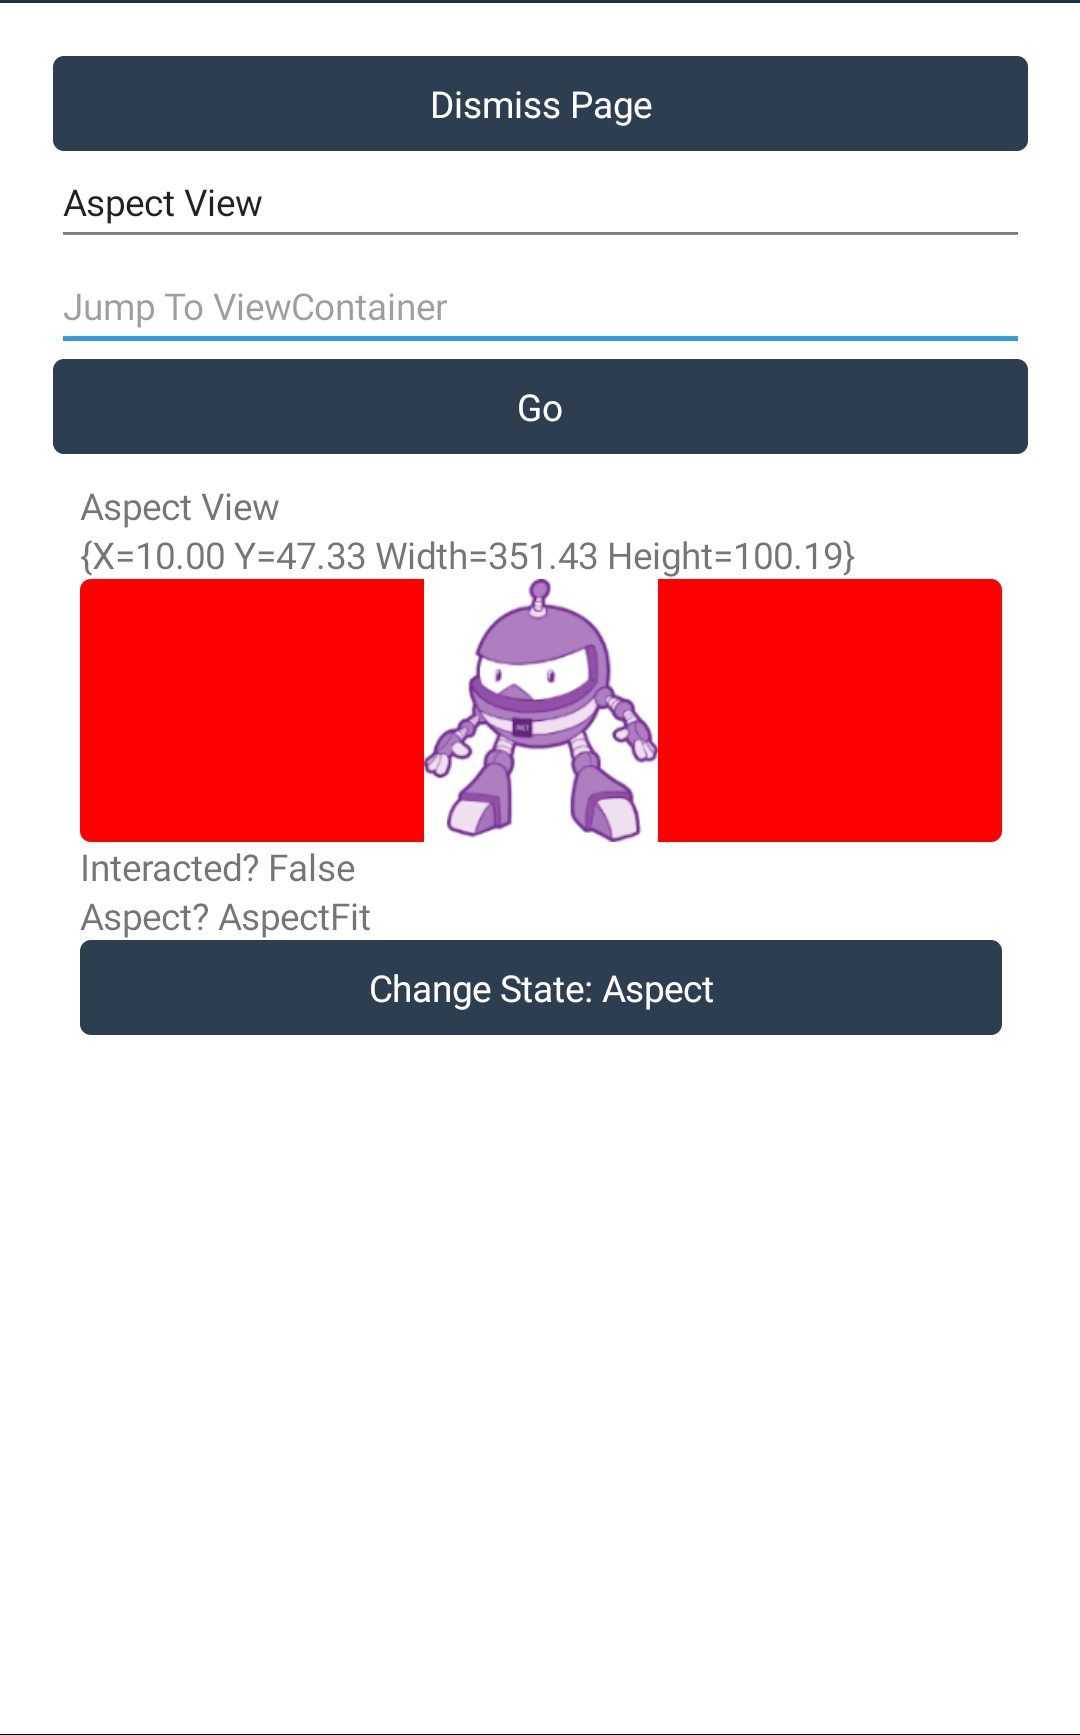 Dismiss Page
Aspect View
Jump To ViewContainer
Go
Aspect View
{X=10.00 Y=47.33 Width=351.43 Height=100.19}
Interacted? False
Aspect? AspectFit
Change State: Aspect